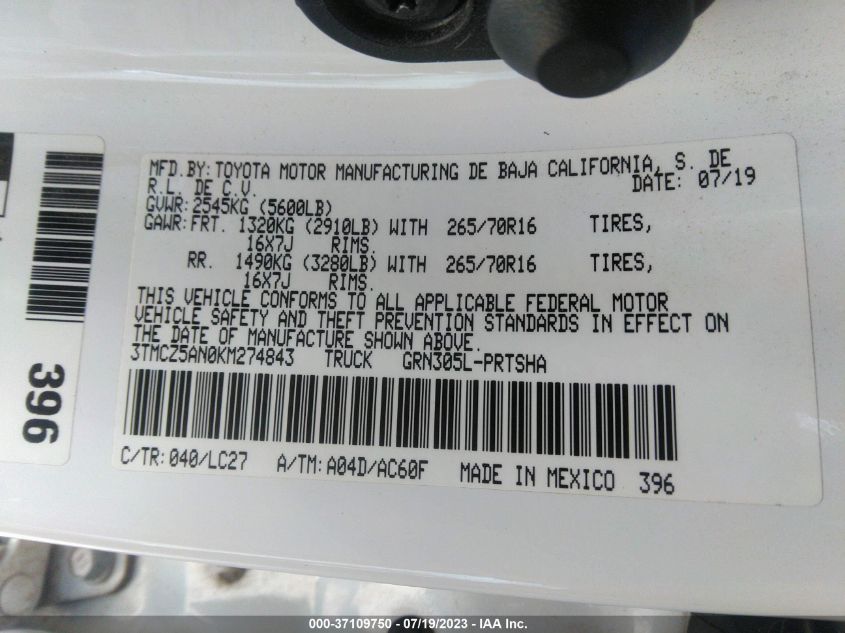 MFD.BY:TOYOTA MOTOR MANUFACTURING DE BAJA CALIFORNIA, S. DE
R.L. DE C.V. DATE: 07/19
GVWR:2545KG (5600LB)
GAWR:FRT. 1320KG (2910LB) WITH 265/70R16 TIRES,
16X7J RIMS.
RR. 1490KG (3280LB) WITH 265/70R16 TIRES,
16X7J RIMS.
THIS VEHICLE CONFORMS TO ALL APPLICABLE FEDERAL MOTOR
VEHICLE SAFETY AND THEFT PREVENTION STANDARDS IN EFFECT ON
THE DATE OF MANUFACTURE SHOWN ABOVE.
3TMCZ5AN0KM274843 TRUCK GRN305L-PRTSHA
C/TR:040/LC27 A/TM:A04D/AC60F MADE IN MEXICO 396
396
000-37109750 - 07/19/2023 - IAA Inc.